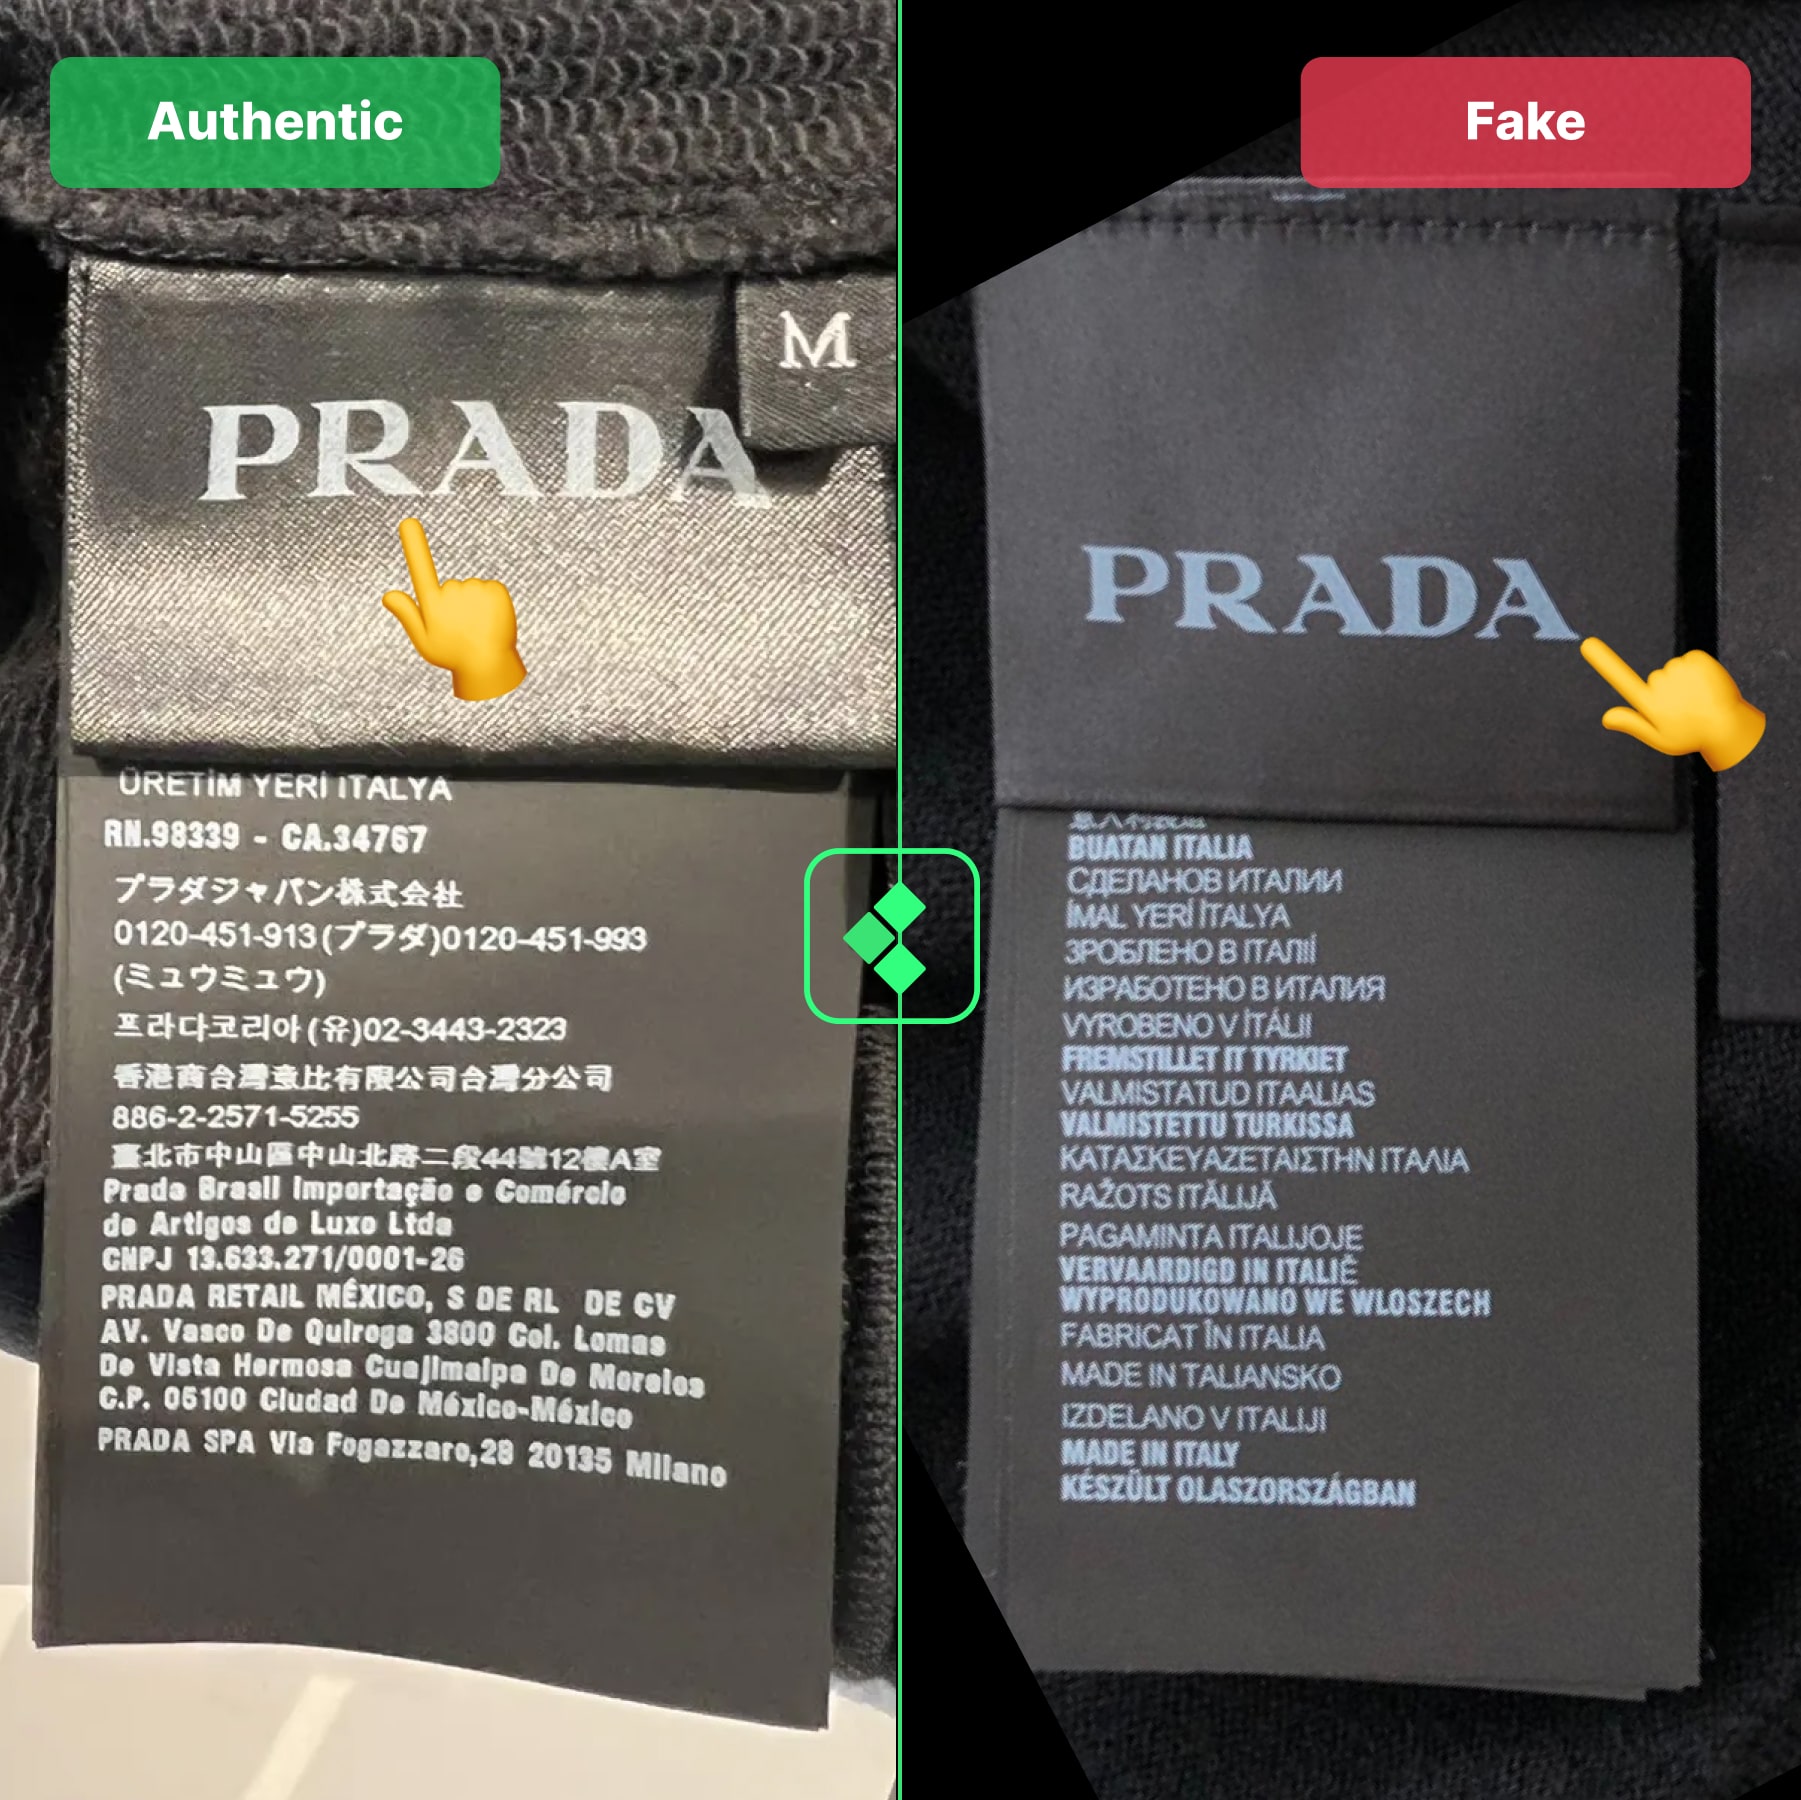 Authentic
M
PRADA
ÜRETİM YERİ İTALYA
RN.98339 - CA.34767
プラダジャパン株式会社
0120-451-913(プラダ)0120-451-993
(ミュウミュウ)
프라다코리아(유)02-3443-2323
香港商台灣意比有限公司台灣分公司
886-2-2571-5255
臺北市中山區中山北路二段44號12樓A室
Prada Brasil Importação e Comércio
de Artigos de Luxo Ltda
CNPJ 13.633.271/0001-26
PRADA RETAIL MÉXICO, S DE RL DE CV
AV. Vasco De Quiroga 3800 Col. Lomas
De Vista Hermosa Cuajimalpa De Morelos
C.P. 05100 Ciudad De México-México
PRADA SPA Via Fogazzaro,28 20135 Milano
Fake
PRADA
BUATAN ITALIA
СДЕЛАНОВ ИТАЛИИ
İMAL YERİ İTALYA
ЗРОБЛЕНО В ІТАЛІЇ
ИЗРАБОТЕНО В ИТАЛИЯ
VYROBENO V ÍTÁLII
FREMSTILLET IT TYRKIET
VALMISTATUD ITAALIAS
VALMISTETTU TURKISSA
ΚΑΤΑΣΚΕΥΑΖΕΤΑΙΣΤΗΝ ΙΤΑΛΙΑ
RAŽOTS ITĀLIJĀ
PAGAMINTA ITALIJOJE
VERVAARDIGD IN ITALIË
WYPRODUKOWANO WE WLOSZECH
FABRICAT ÎN ITALIA
MADE IN TALIANSKO
IZDELANO V ITALIJI
MADE IN ITALY
KÉSZÜLT OLASZORSZÁGBAN